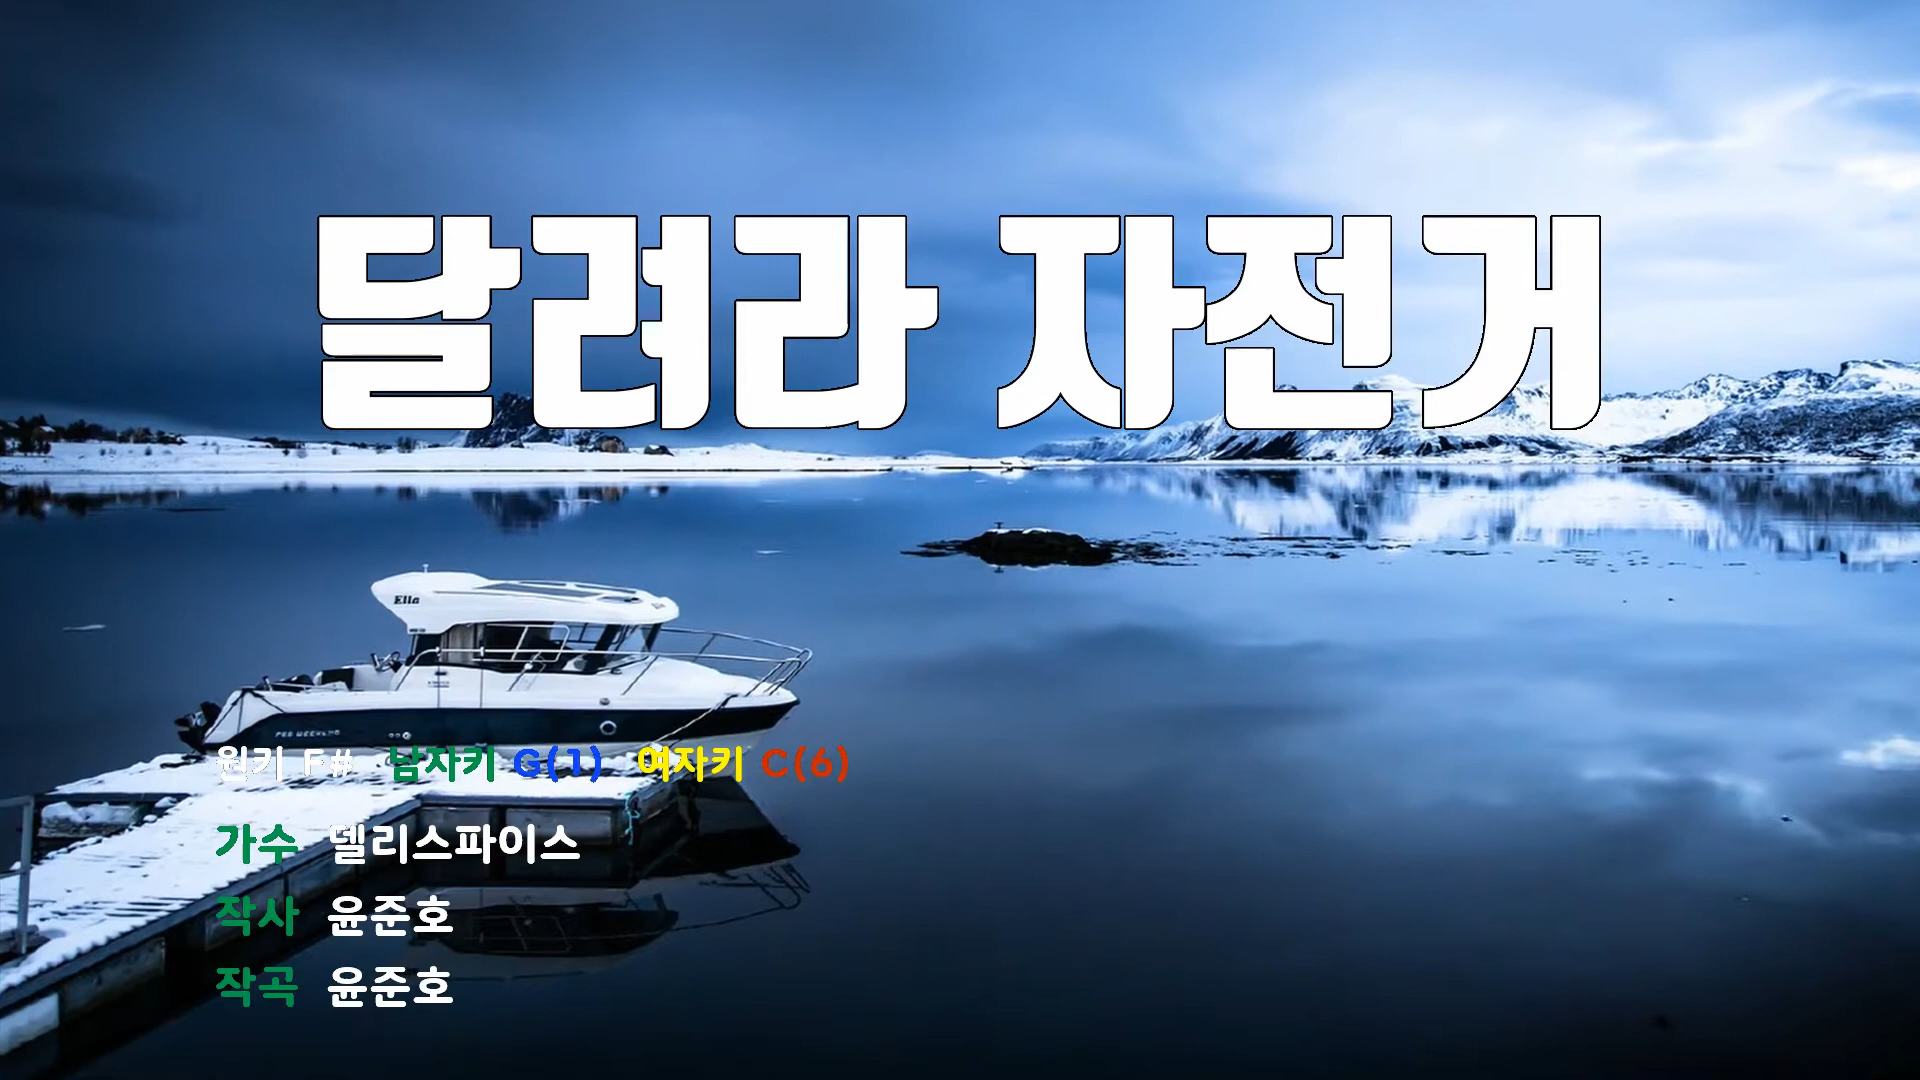 달려라 자전거
Ella
원키 F# 남자키 G(1) 여자키 C(6)
가수 델리스파이스
작사 윤준호
작곡 윤준호